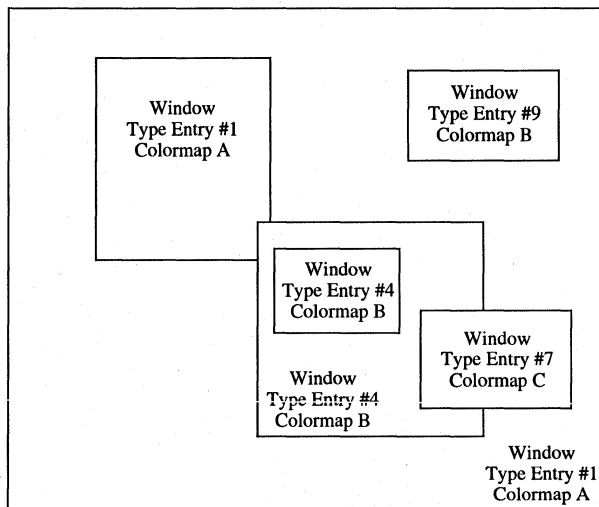 Window
Type Entry #1
Colormap A
Window
Type Entry #9
Colormap B
Window
Type Entry #4
Colormap B
Window
Type Entry #7
Colormap C
Window
Type Entry #4
Colormap B
Window
Type Entry #1
Colormap A